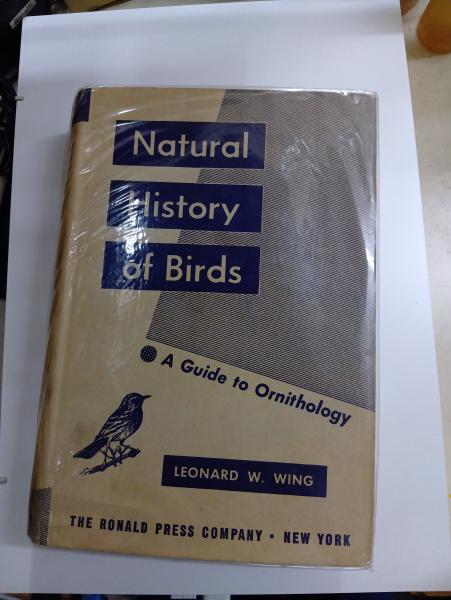 Natural
History
of Birds
A Guide to Ornithology
LEONARD W. WING
THE RONALD PRESS COMPANY • NEW YORK